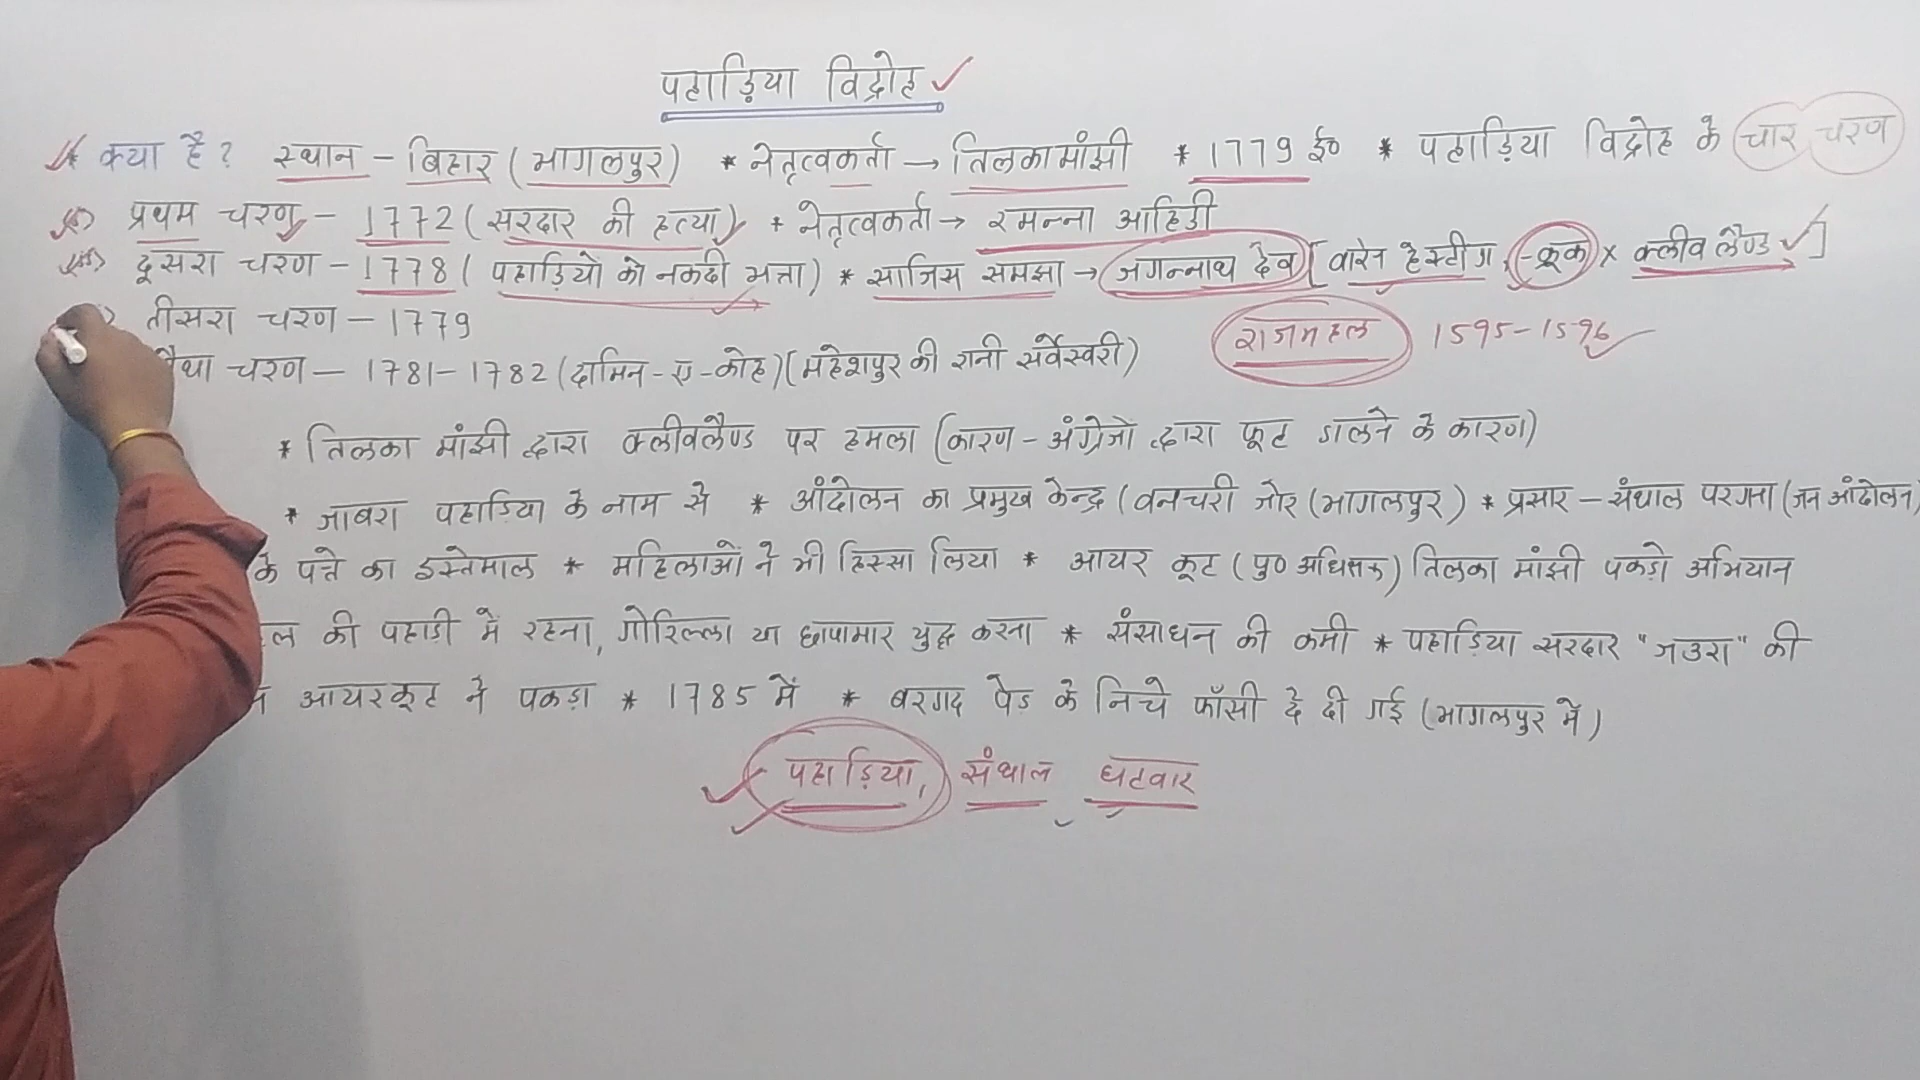 पहाड़िया विद्रोह
* क्या है? स्थान - बिहार (भागलपुर) * नेतृत्वकर्ता → तिलका मांझी * 1779 ई० * पहाड़िया विद्रोह के चार चरण
प्रथम चरण - 1772 (सरदार की हत्या) * नेतृत्वकर्ता → रमन्ना आहिडी
दूसरा चरण - 1778 (पहाड़ियो को नकदी भत्ता) * साजिस समझा → जगन्नाथ देव [वारेन हेस्टीग, क्रूक × क्लीव लैण्ड]
तीसरा चरण - 1779
राजमहल 1595-1596
चरण - 1781-1782 (दामिन-ए-कोह) (महेशपुर की रानी सर्वेस्वरी)
* तिलका मांझी द्वारा क्लीवलैण्ड पर हमला (कारण - अंग्रेजों द्वारा फूट डालने के कारण)
* जाबरा पहाड़िया के नाम से * आंदोलन का प्रमुख केन्द्र (वनचरी जोर (भागलपुर) * प्रसार - संथाल परगना (जन आंदोलन)
के पत्ते का इस्तेमाल * महिलाओं ने भी हिस्सा लिया * आयर कूट (पु० अधिक्षक) तिलका मांझी पकड़ो अभियान
की पहाडी में रहना, गोरिल्ला या छापामार युद्ध करना * संसाधन की कमी * पहाड़िया सरदार "जउरा" की
आयरकूट ने पकड़ा * 1785 में * बरगद पेड के निचे फाँसी दे दी गई (भागलपुर में)
पहाड़िया, संथाल घटवार